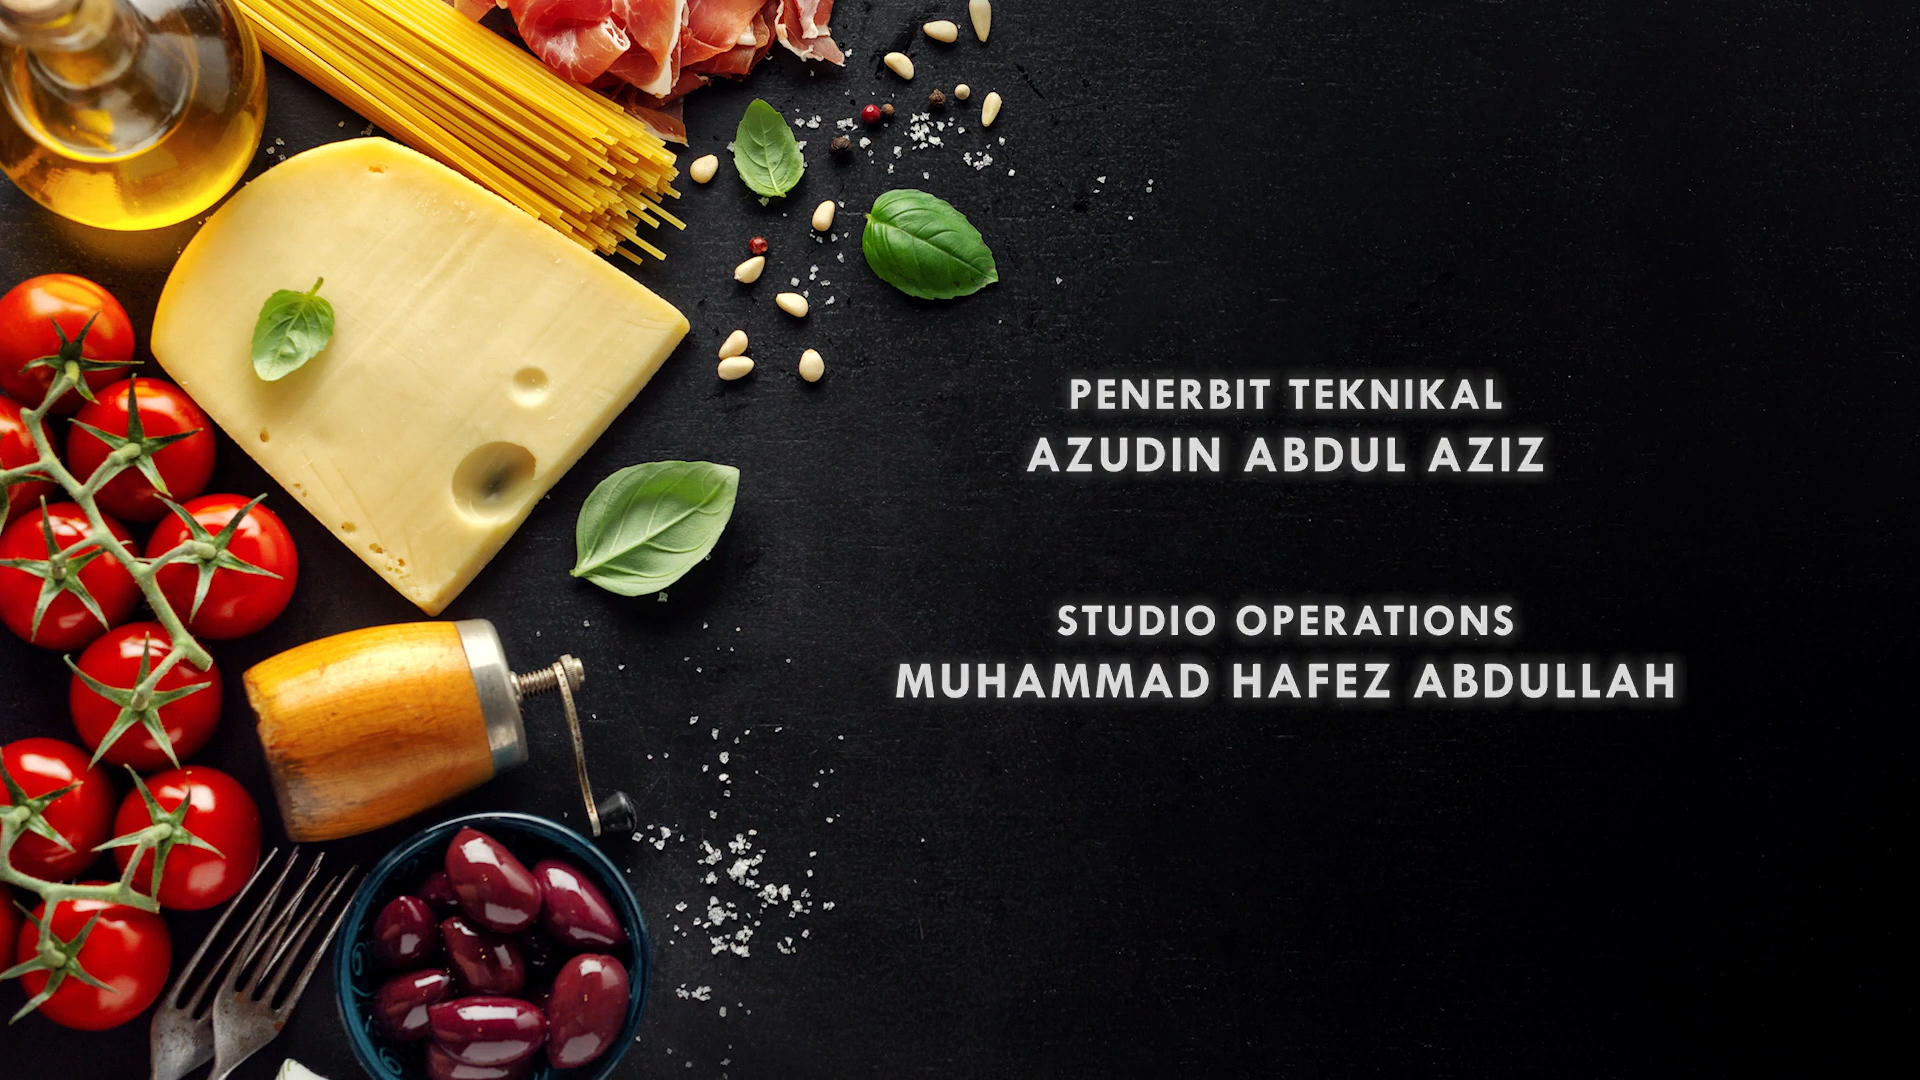 PENERBIT TEKNIKAL
AZUDIN ABDUL AZIZ
STUDIO OPERATIONS
MUHAMMAD HAFEZ ABDULLAH